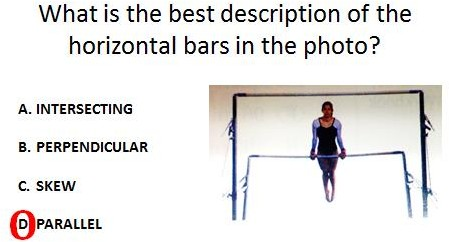 What is the best description of the
horizontal bars in the photo?
A. INTERSECTING
B. PERPENDICULAR
C. SKEW
D PARALLEL